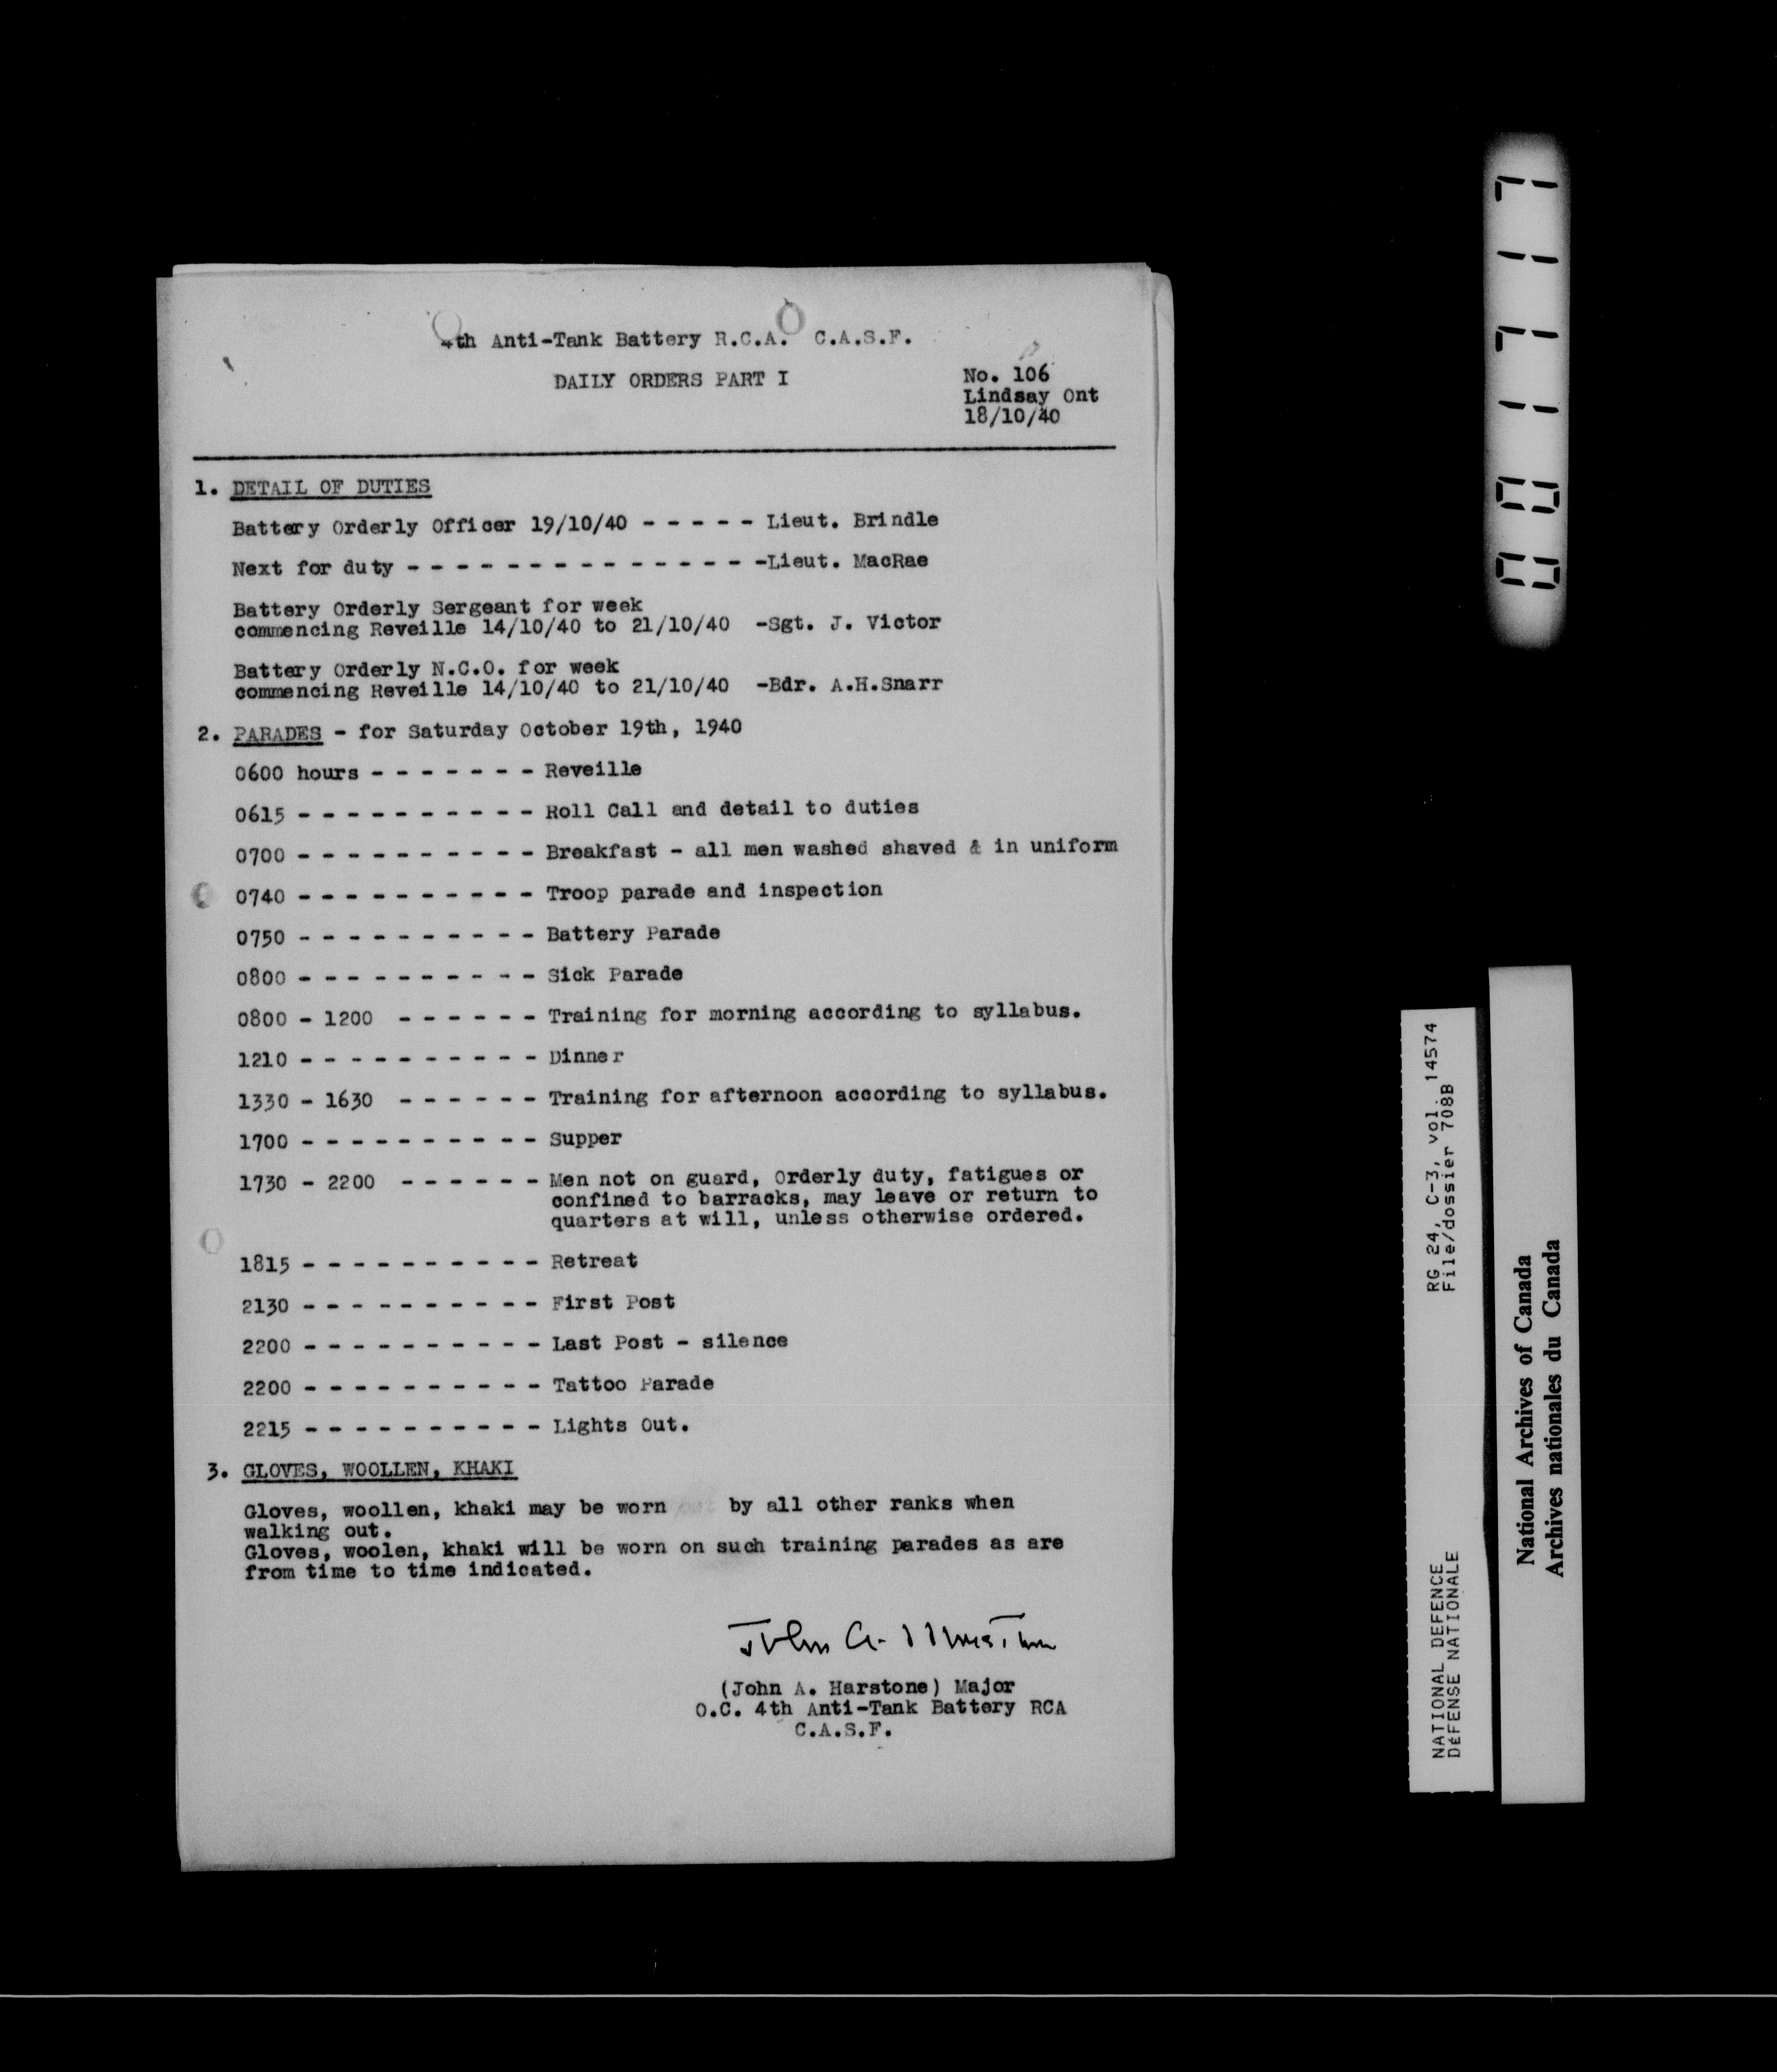 4th Anti-Tank Battery R.C.A. C.A.S.F.
DAILY ORDERS PART I
No. 106
Lindsay Ont
18/10/40
1. DETAIL OF DUTIES
Battery Orderly Officer 19/10/40 - - - - - Lieut. Brindle
Next for duty - - - - - - - - - - - - - - -Lieut. MacRae
Battery Orderly Sergeant for week
commencing Reveille 14/10/40 to 21/10/40 -Sgt. J. Victor
Battery Orderly N.C.O. for week
commencing Reveille 14/10/40 to 21/10/40 -Bdr. A.H.Snarr
2. PARADES - for Saturday October 19th, 1940
0600 hours - - - - - - - Reveille
0615 - - - - - - - - - - Roll Call and detail to duties
0700 - - - - - - - - - - Breakfast - all men washed shaved & in uniform
0740 - - - - - - - - - - Troop parade and inspection
0750 - - - - - - - - - - Battery Parade
0800 - - - - - - - - - - Sick Parade
0800 - 1200 - - - - - - Training for morning according to syllabus.
1210 - - - - - - - - - - Dinner
1330 - 1630 - - - - - - Training for afternoon according to syllabus.
1700 - - - - - - - - - - Supper
1730 - 2200 - - - - - - Men not on guard, Orderly duty, fatigues or
confined to barracks, may leave or return to
quarters at will, unless otherwise ordered.
1815 - - - - - - - - - - Retreat
2130 - - - - - - - - - - First Post
2200 - - - - - - - - - - Last Post - silence
2200 - - - - - - - - - - Tattoo Parade
2215 - - - - - - - - - - Lights Out.
3. GLOVES, WOOLLEN, KHAKI
Gloves, woollen, khaki may be worn by all other ranks when
walking out.
Gloves, woolen, khaki will be worn on such training parades as are
from time to time indicated.
John A. Harstone
(John A. Harstone) Major
O.C. 4th Anti-Tank Battery RCA
C.A.S.F.
001717
RG 24, C-3, vol. 14574
File/dossier 708B
NATIONAL DEFENCE
DÉFENSE NATIONALE
National Archives of Canada
Archives nationales du Canada